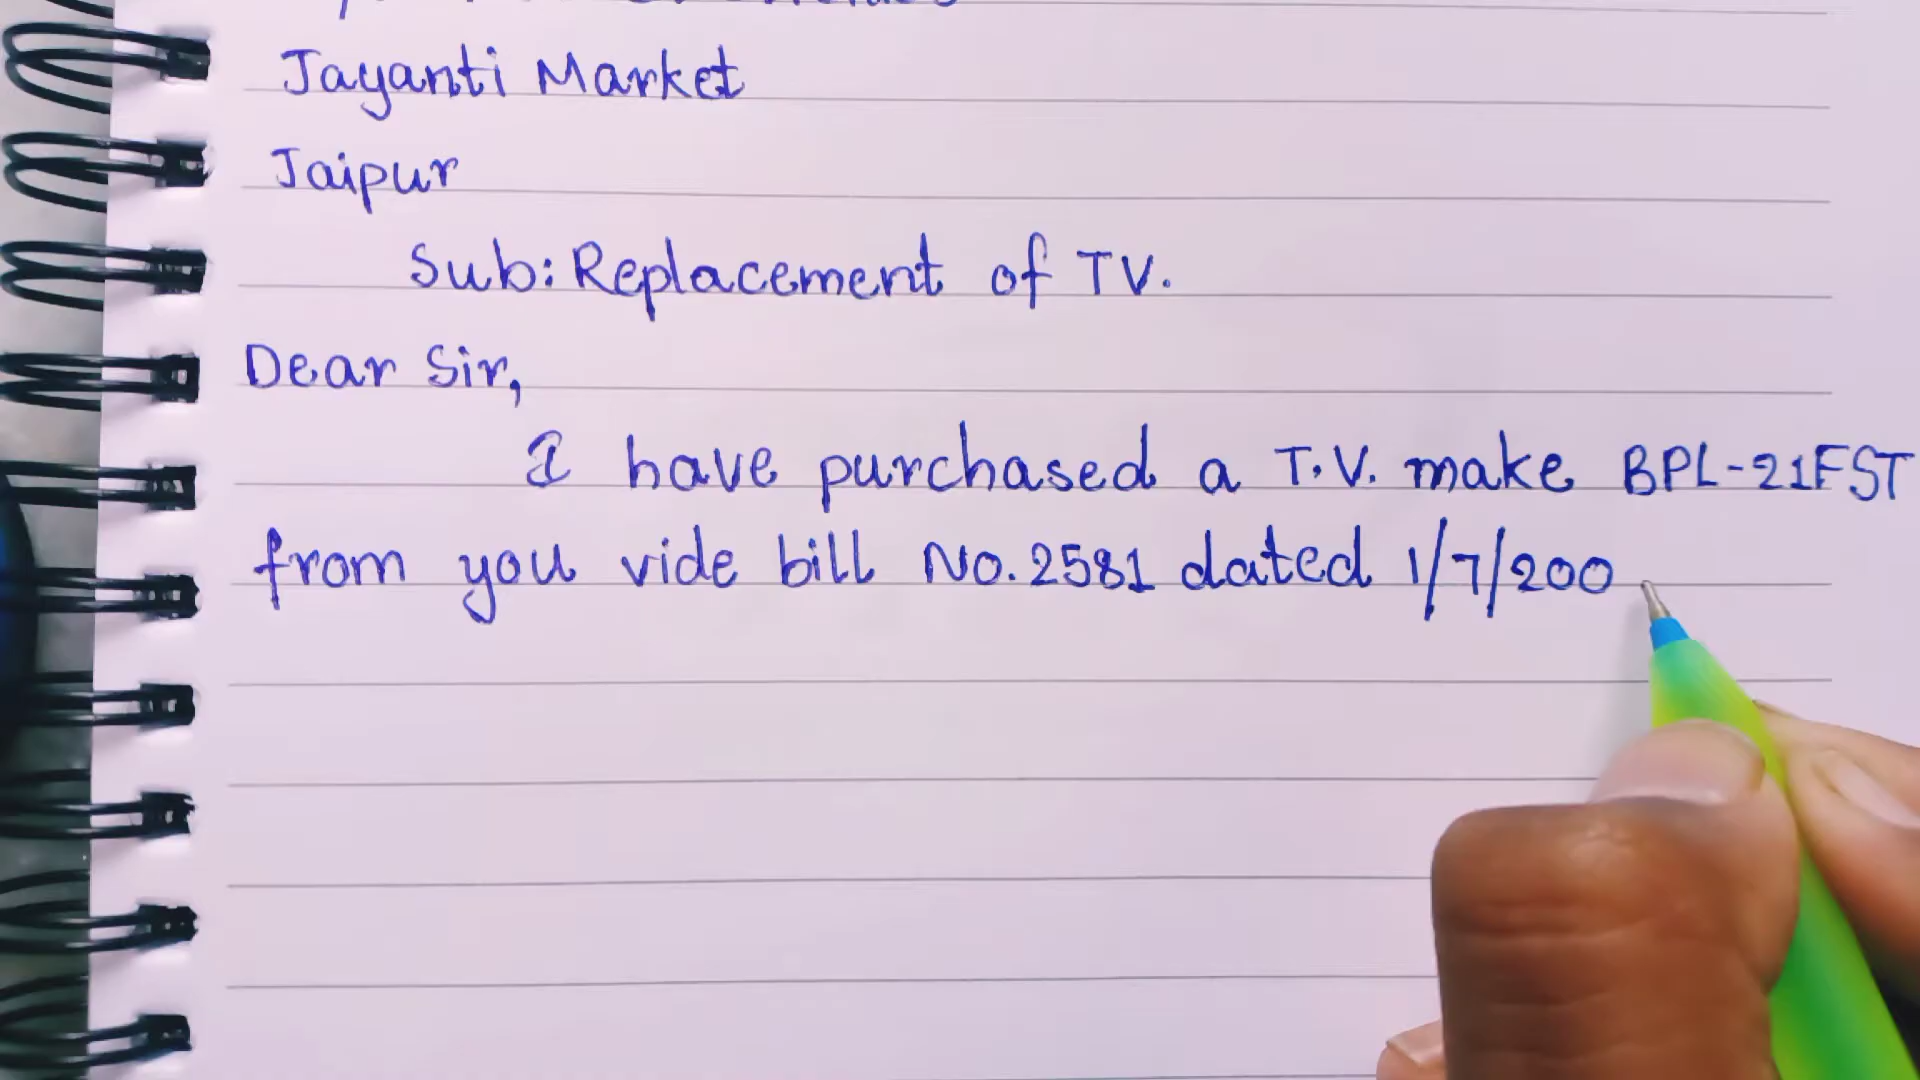 Jayanti Market
Jaipur
Sub: Replacement of TV.
Dear Sir,
I have purchased a T.V. make BPL-21FST
from you vide bill No. 2581 dated 1/7/200